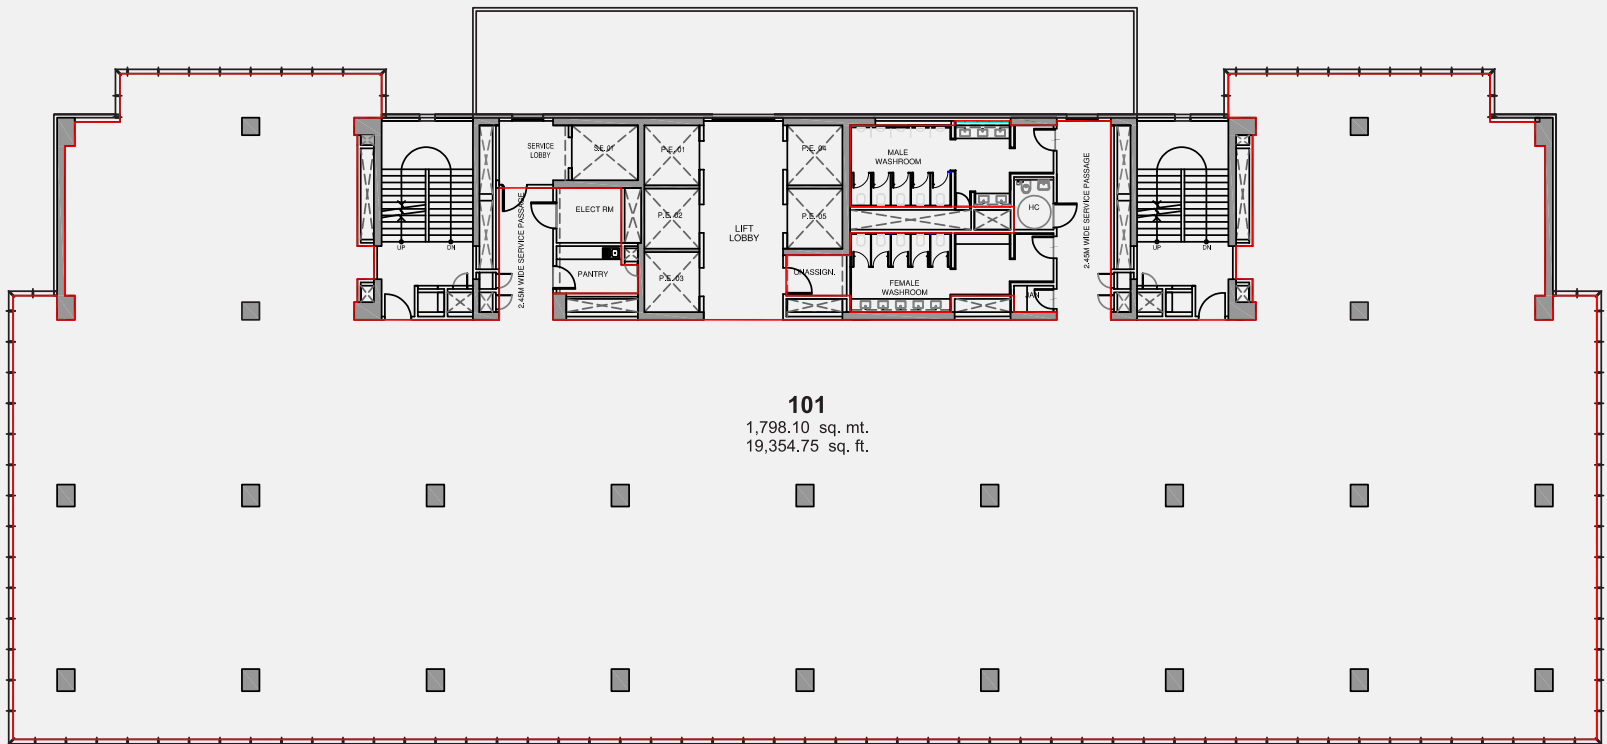 SERVICE
LOBBY
S.E. 01
P.E. 01
P.E. 04
MALE
WASHROOM
2.45M WIDE SERVICE PASSAGE
ELECT RM
P.E. 02
P.E. 05
HC
LIFT
LOBBY
UP
DN
UP
DN
2.45M WIDE SERVICE PASSAGE
PANTRY
P.E. 03
UNASSIGN.
FEMALE
WASHROOM
JAN
101
1,798.10 sq. mt.
19,354.75 sq. ft.